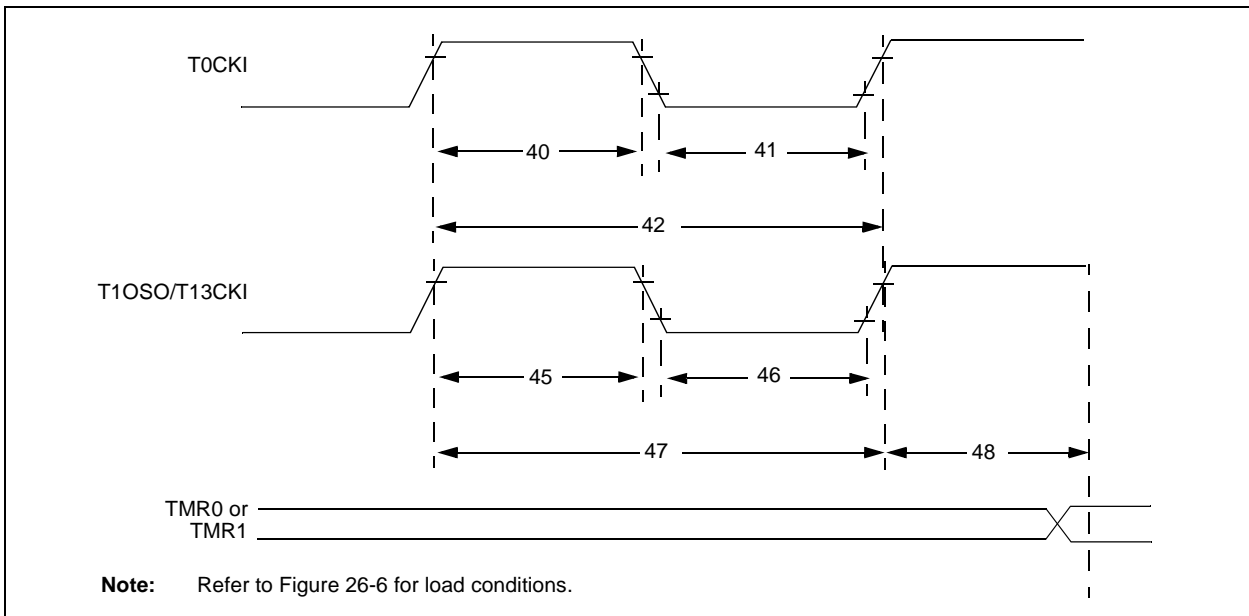 T0CKI
40
41
42
T1OSO/T13CKI
45
46
47
48
TMR0 or
TMR1
Note: Refer to Figure 26-6 for load conditions.